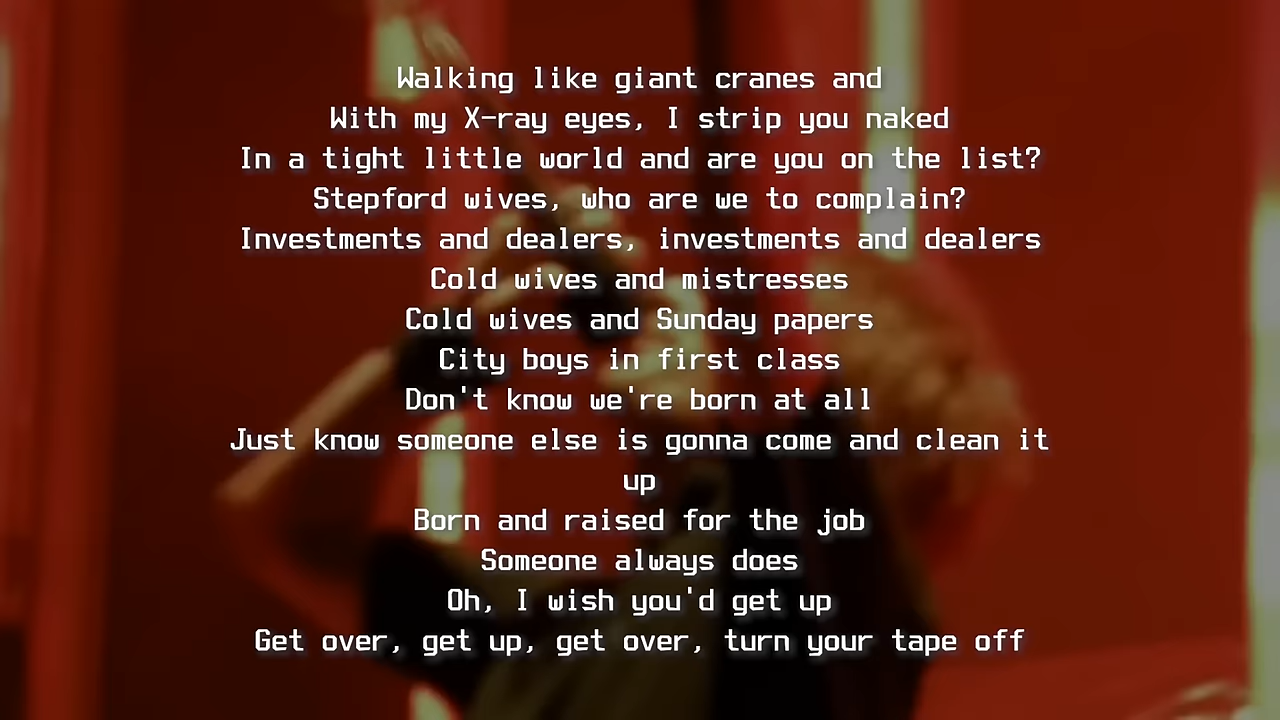 Walking like giant cranes and
With my X-ray eyes, I strip you naked
In a tight little world and are you on the list?
Stepford wives, who are we to complain?
Investments and dealers, investments and dealers
Cold wives and mistresses
Cold wives and Sunday papers
City boys in first class
Don't know we're born at all
Just know someone else is gonna come and clean it
up
Born and raised for the job
Someone always does
Oh, I wish you'd get up
Get over, get up, get over, turn your tape off